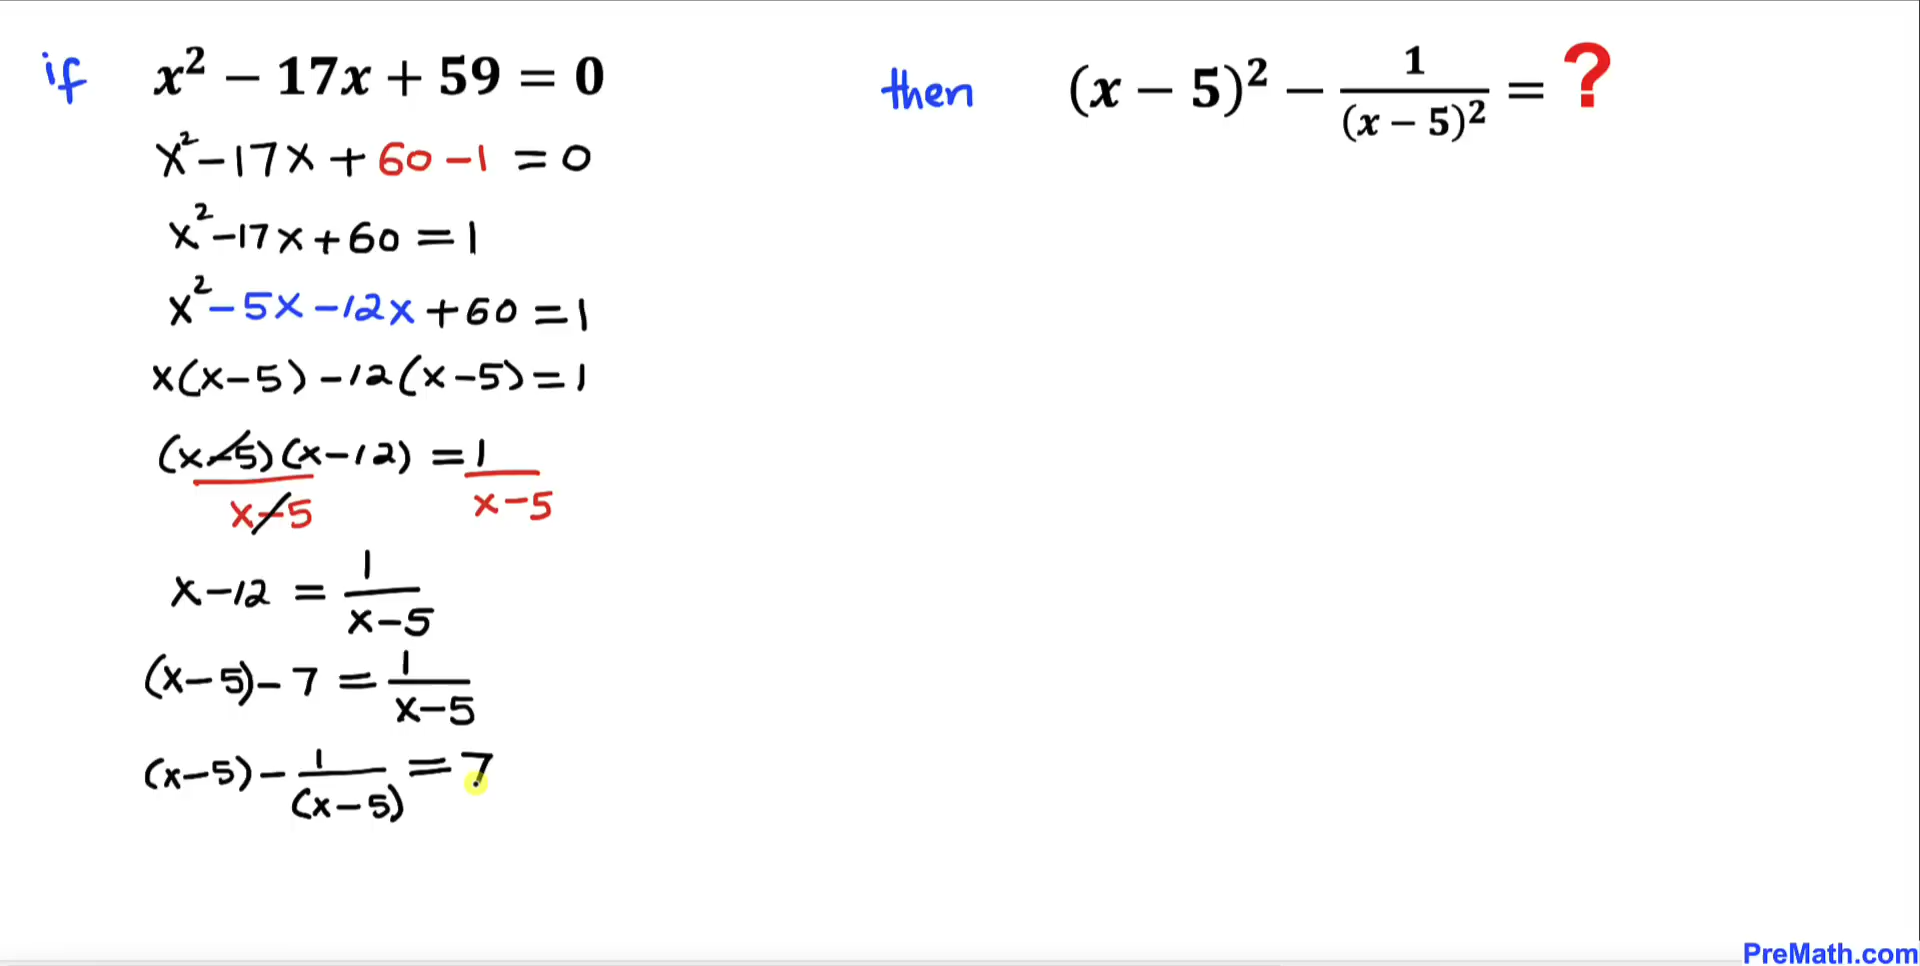 if x² − 17x + 59 = 0
x² − 17x + 60 − 1 = 0
x² − 17x + 60 = 1
x² − 5x − 12x + 60 = 1
x(x − 5) − 12(x − 5) = 1
(x − 5)(x − 12) = 1
x − 5 x − 5
x − 12 = 1/(x − 5)
(x − 5) − 7 = 1/(x − 5)
(x − 5) − 1/(x − 5) = 7
then (x − 5)² − 1/(x − 5)² = ?
PreMath.com